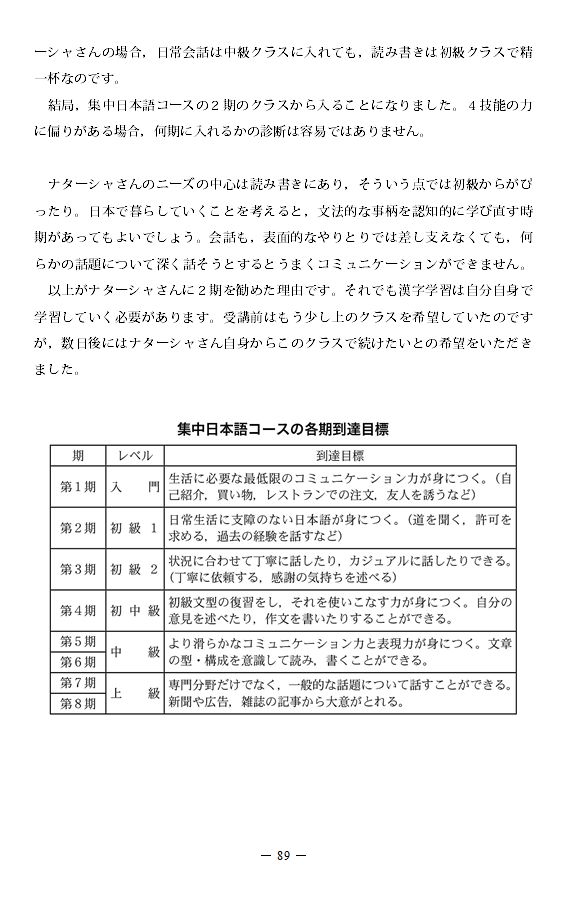 ーシャさんの場合，日常会話は中級クラスに入れても，読み書きは初級クラスで精
一杯なのです。
　結局，集中日本語コースの２期のクラスから入ることになりました。４技能の力
に偏りがある場合，何期に入れるかの診断は容易ではありません。
　ナターシャさんのニーズの中心は読み書きにあり，そういう点では初級からがぴ
ったり。日本で暮らしていくことを考えると，文法的な事柄を認知的に学び直す時
期があってもよいでしょう。会話も，表面的なやりとりでは差し支えなくても，何
らかの話題について深く話そうとするとうまくコミュニケーションができません。
　以上がナターシャさんに２期を勧めた理由です。それでも漢字学習は自分自身で
学習していく必要があります。受講前はもう少し上のクラスを希望していたのです
が，数日後にはナターシャさん自身からこのクラスで続けたいとの希望をいただき
ました。
集中日本語コースの各期到達目標
期　レベル　到達目標
第１期　入　門　生活に必要な最低限のコミュニケーション力が身につく。（自
己紹介，買い物，レストランでの注文，友人を誘うなど）
第２期　初 級 １　日常生活に支障のない日本語が身につく。（道を聞く，許可を
求める，過去の経験を話すなど）
第３期　初 級 ２　状況に合わせて丁寧に話したり，カジュアルに話したりできる。
（丁寧に依頼する，感謝の気持ちを述べる）
第４期　初 中 級　初級文型の復習をし，それを使いこなす力が身につく。自分の
意見を述べたり，作文を書いたりすることができる。
第５期
第６期
中　級　より滑らかなコミュニケーション力と表現力が身につく。文章
の型・構成を意識して読み，書くことができる。
第７期
第８期
上　級　専門分野だけでなく，一般的な話題について話すことができる。
新聞や広告，雑誌の記事から大意がとれる。
― 89 ―